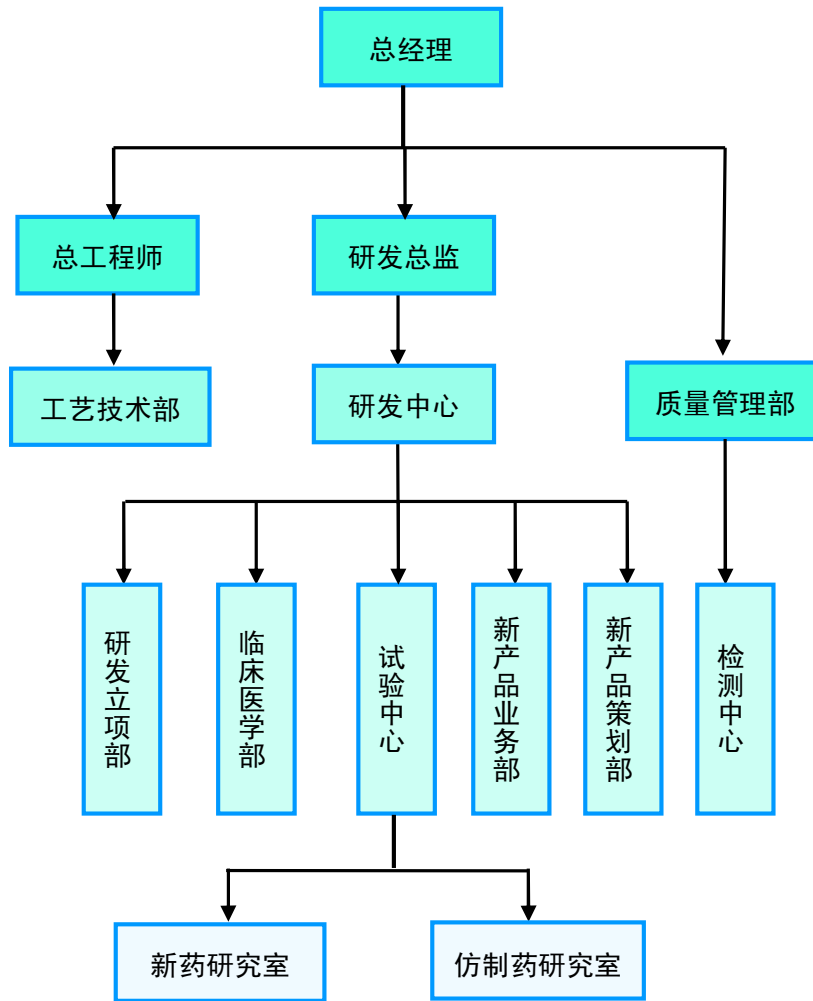 总经理
总工程师
研发总监
工艺技术部
研发中心
质量管理部
研发立项部
临床医学部
试验中心
新产品业务部
新产品策划部
检测中心
新药研究室
仿制药研究室